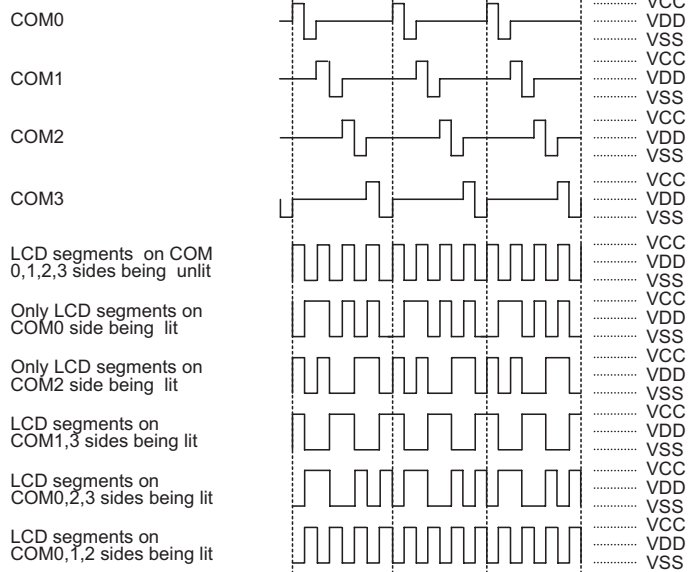 VCC
COM0
VDD
VSS
VCC
COM1
VDD
VSS
VCC
COM2
VDD
VSS
VCC
COM3
VDD
VSS
VCC
LCD segments on COM
0,1,2,3 sides being unlit
VDD
VSS
VCC
Only LCD segments on
COM0 side being lit
VDD
VSS
VCC
Only LCD segments on
COM2 side being lit
VDD
VSS
VCC
LCD segments on
COM1,3 sides being lit
VDD
VSS
VCC
LCD segments on
COM0,2,3 sides being lit
VDD
VSS
VCC
LCD segments on
COM0,1,2 sides being lit
VDD
VSS